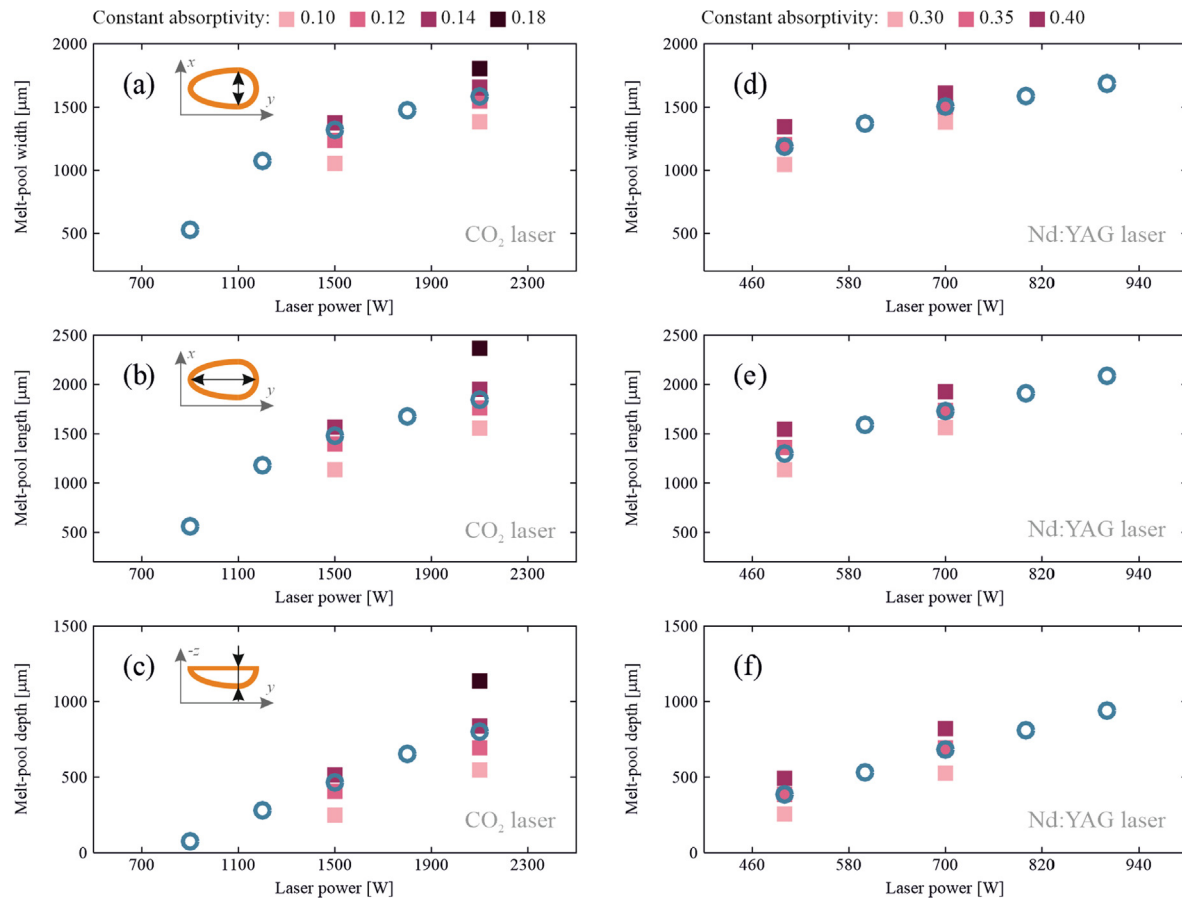 Constant absorptivity: 0.10 0.12 0.14 0.18
Constant absorptivity: 0.30 0.35 0.40
2000
1500
1000
500
Melt-pool width [µm]
(a)
x
y
CO₂ laser
700 1100 1500 1900 2300
Laser power [W]
2000
1500
1000
500
Melt-pool width [µm]
(d)
Nd:YAG laser
460 580 700 820 940
Laser power [W]
2500
2000
1500
1000
500
Melt-pool length [µm]
(b)
x
y
CO₂ laser
700 1100 1500 1900 2300
Laser power [W]
2500
2000
1500
1000
500
Melt-pool length [µm]
(e)
Nd:YAG laser
460 580 700 820 940
Laser power [W]
1500
1000
500
0
Melt-pool depth [µm]
(c)
-z
y
CO₂ laser
700 1100 1500 1900 2300
Laser power [W]
1500
1000
500
0
Melt-pool depth [µm]
(f)
Nd:YAG laser
460 580 700 820 940
Laser power [W]